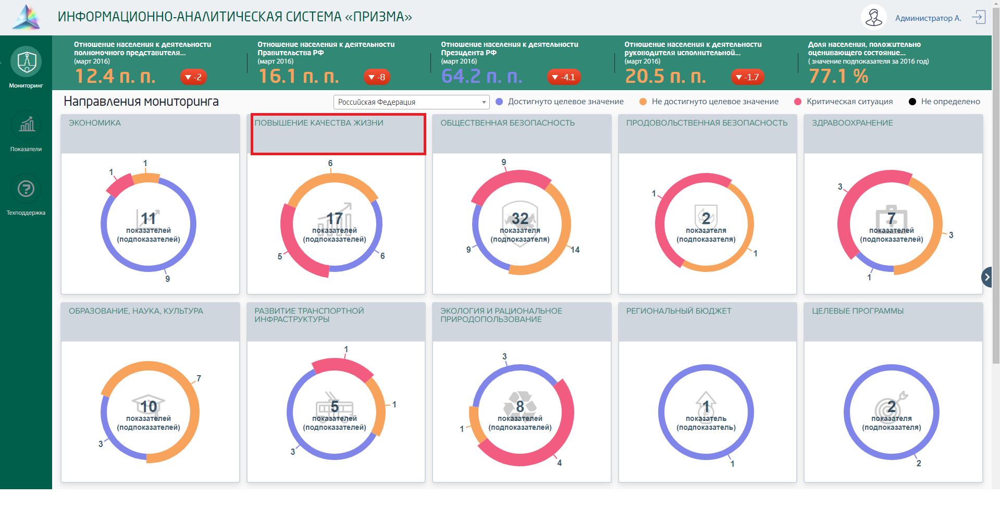 ИНФОРМАЦИОННО-АНАЛИТИЧЕСКАЯ СИСТЕМА «ПРИЗМА»
Администратор А.
Мониторинг
Показатели
Техподдержка
Отношение населения к деятельности
полномочного представителя...
(март 2016)
12.4 п. п.
▼ -2
Отношение населения к деятельности
Правительства РФ
(март 2016)
16.1 п. п.
▼ -8
Отношение населения к деятельности
Президента РФ
(март 2016)
64.2 п. п.
▼ -4.1
Отношение населения к деятельности
руководителя исполнительной...
(март 2016)
20.5 п. п.
▼ -1.7
Доля населения, положительно
оценивающего состояние...
( значение подпоказателя за 2016 год)
77.1 %
Направления мониторинга
Российская Федерация
Достигнуто целевое значение
Не достигнуто целевое значение
Критическая ситуация
Не определено
ЭКОНОМИКА
1
1
11
показателей
(подпоказателей)
9
ПОВЫШЕНИЕ КАЧЕСТВА ЖИЗНИ
6
17
показателей
(подпоказателей)
5
6
ОБЩЕСТВЕННАЯ БЕЗОПАСНОСТЬ
9
32
показателя
(подпоказателя)
9
14
ПРОДОВОЛЬСТВЕННАЯ БЕЗОПАСНОСТЬ
1
2
показателя
(подпоказателя)
1
ЗДРАВООХРАНЕНИЕ
3
7
показателей
(подпоказателей)
3
1
ОБРАЗОВАНИЕ, НАУКА, КУЛЬТУРА
7
10
показателей
(подпоказателей)
3
РАЗВИТИЕ ТРАНСПОРТНОЙ
ИНФРАСТРУКТУРЫ
1
5
показателей
(подпоказателей)
1
3
ЭКОЛОГИЯ И РАЦИОНАЛЬНОЕ
ПРИРОДОПОЛЬЗОВАНИЕ
3
8
показателей
(подпоказателей)
1
4
РЕГИОНАЛЬНЫЙ БЮДЖЕТ
1
показатель
(подпоказатель)
1
ЦЕЛЕВЫЕ ПРОГРАММЫ
2
показателя
(подпоказателя)
2